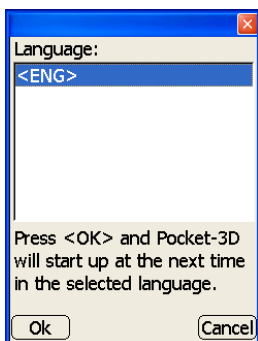 Language:
<ENG>
Press <OK> and Pocket-3D
will start up at the next time
in the selected language.
Ok Cancel